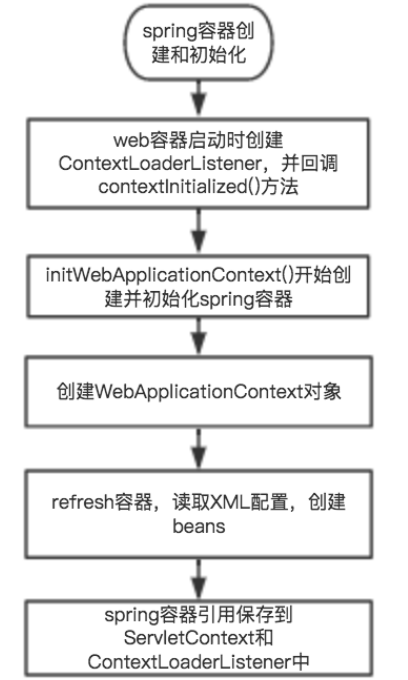 spring容器创
建和初始化
web容器启动时创建
ContextLoaderListener，并回调
contextInitialized()方法
initWebApplicationContext()开始创
建并初始化spring容器
创建WebApplicationContext对象
refresh容器，读取XML配置，创建
beans
spring容器引用保存到
ServletContext和
ContextLoaderListener中